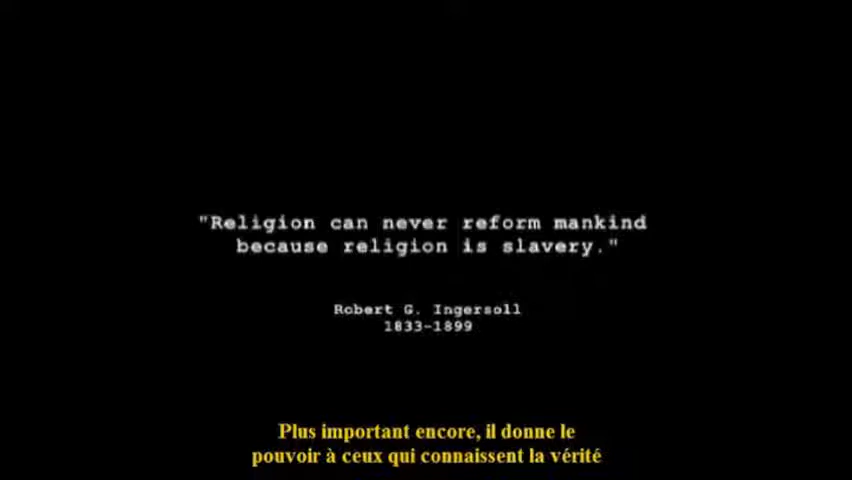 "Religion can never reform mankind
because religion is slavery."
Robert G. Ingersoll
1833-1899
Plus important encore, il donne le
pouvoir à ceux qui connaissent la vérité